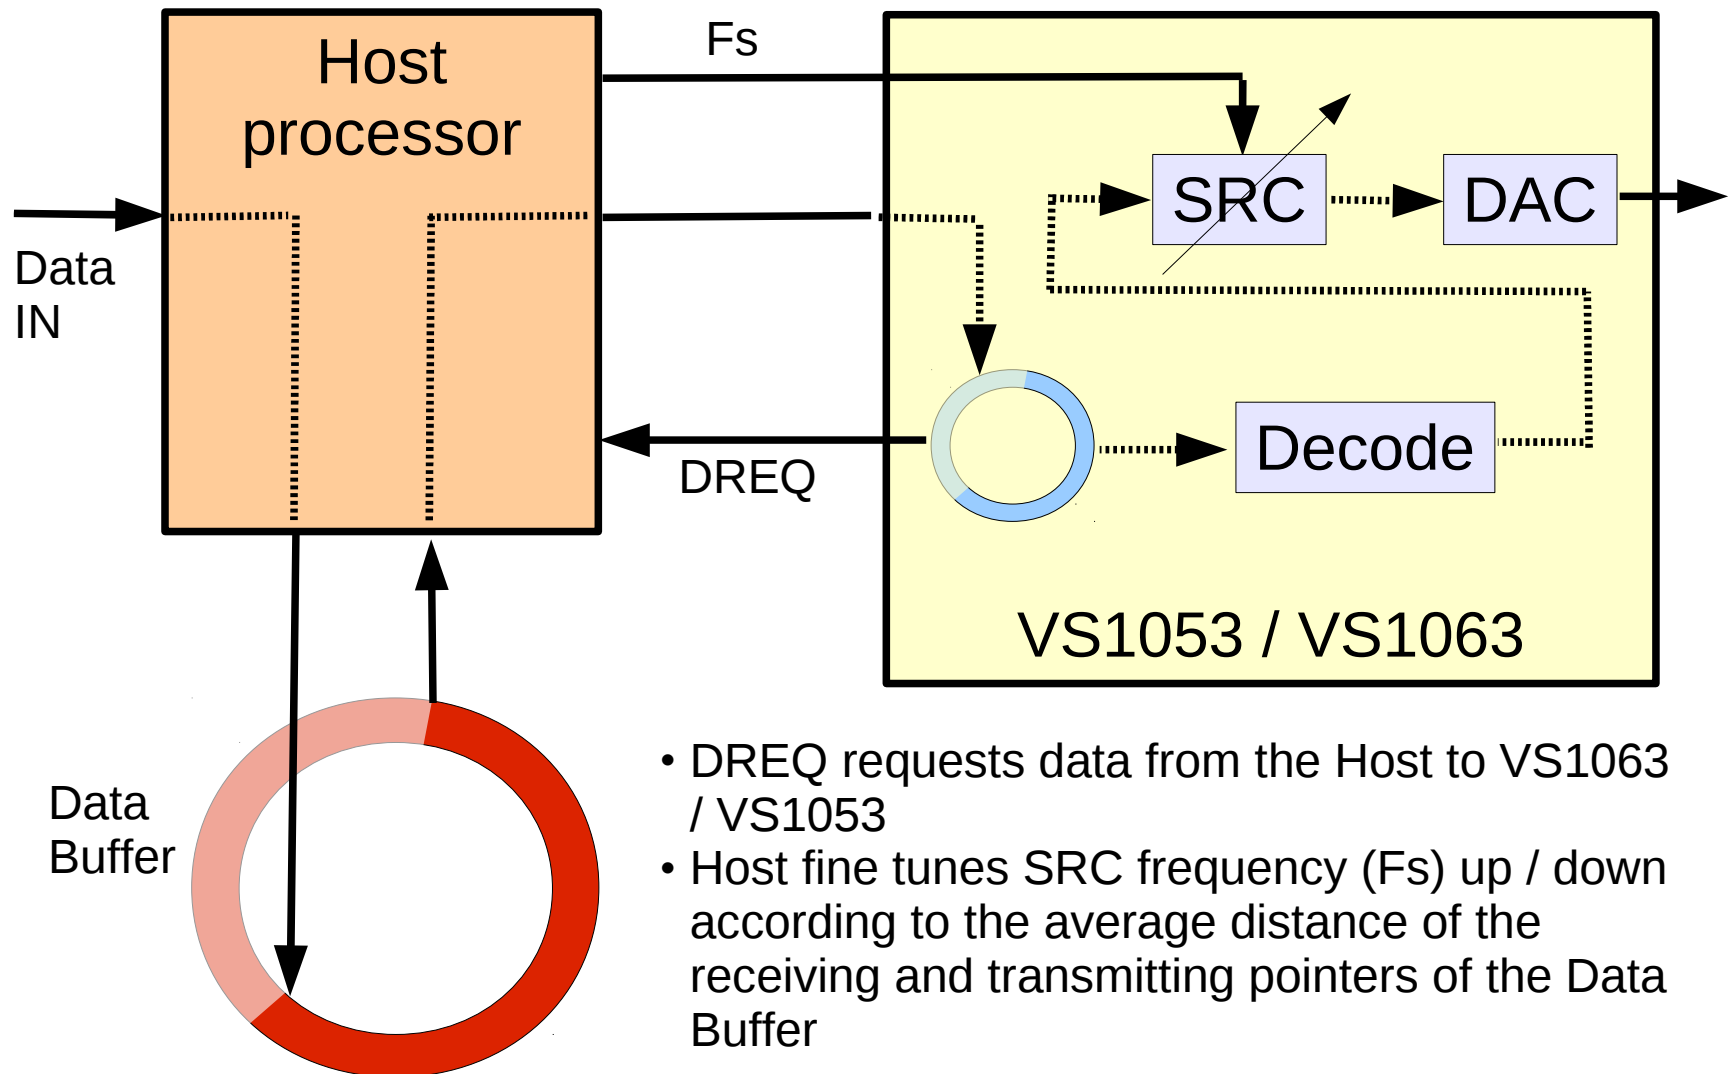 Host
processor
Fs
SRC
DAC
Data
IN
DREQ
Decode
VS1053 / VS1063
Data
Buffer
• DREQ requests data from the Host to VS1063
/ VS1053
• Host fine tunes SRC frequency (Fs) up / down
according to the average distance of the
receiving and transmitting pointers of the Data
Buffer